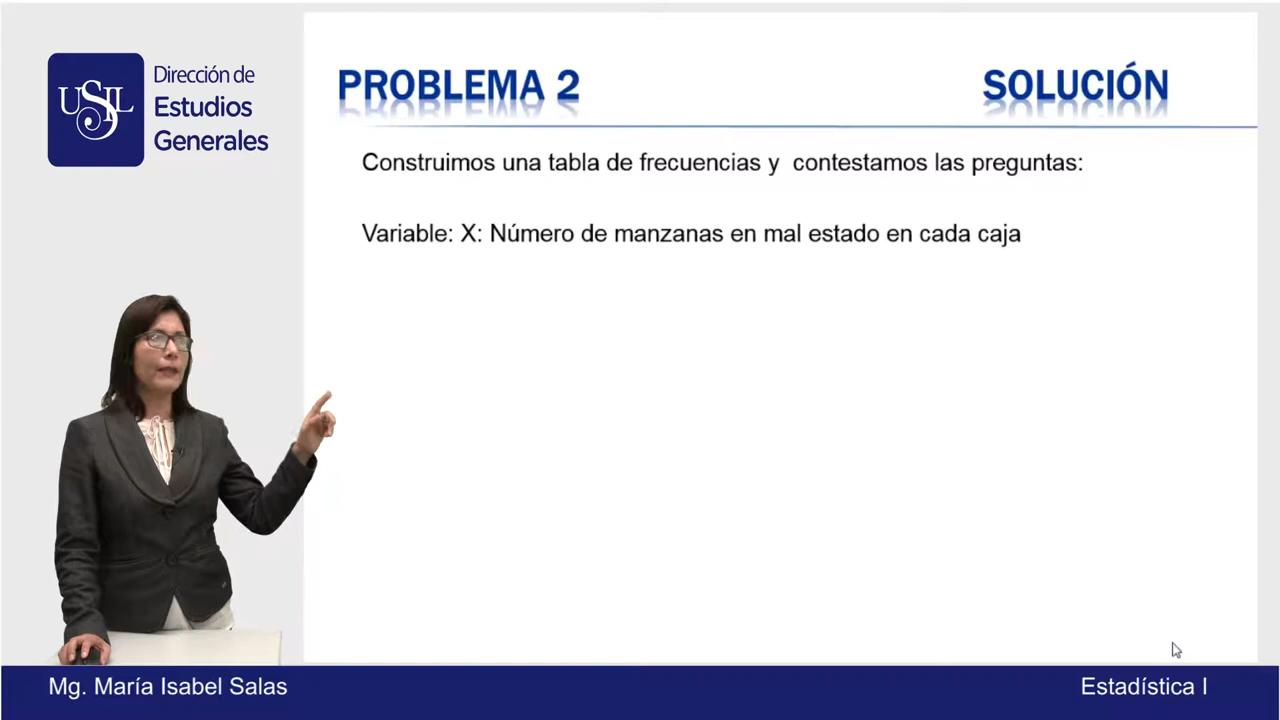 USIL
Dirección de
Estudios
Generales
PROBLEMA 2
SOLUCIÓN
Construimos una tabla de frecuencias y contestamos las preguntas:
Variable: X: Número de manzanas en mal estado en cada caja
Mg. María Isabel Salas
Estadística I